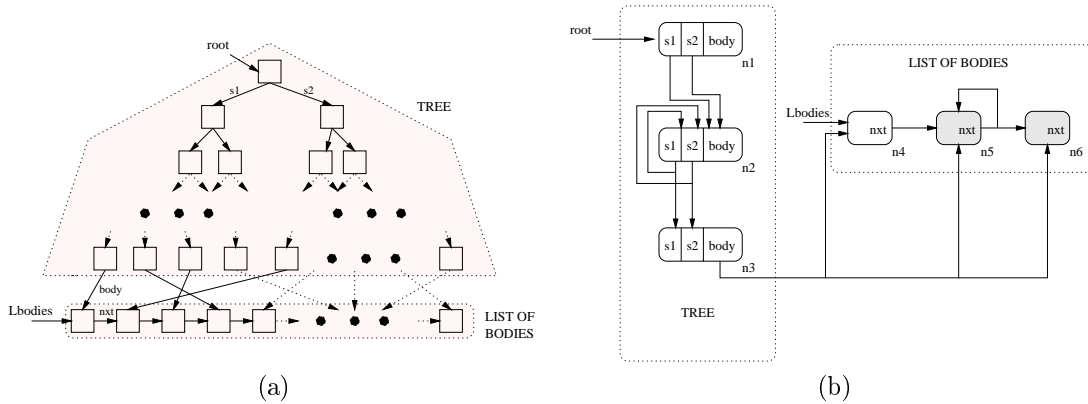 root
s1
s2
TREE
body
Lbodies
nxt
LIST OF
BODIES
(a)
root
s1 s2 body
n1
s1 s2 body
n2
s1 s2 body
n3
TREE
LIST OF BODIES
Lbodies
nxt
n4
nxt
n5
nxt
n6
(b)